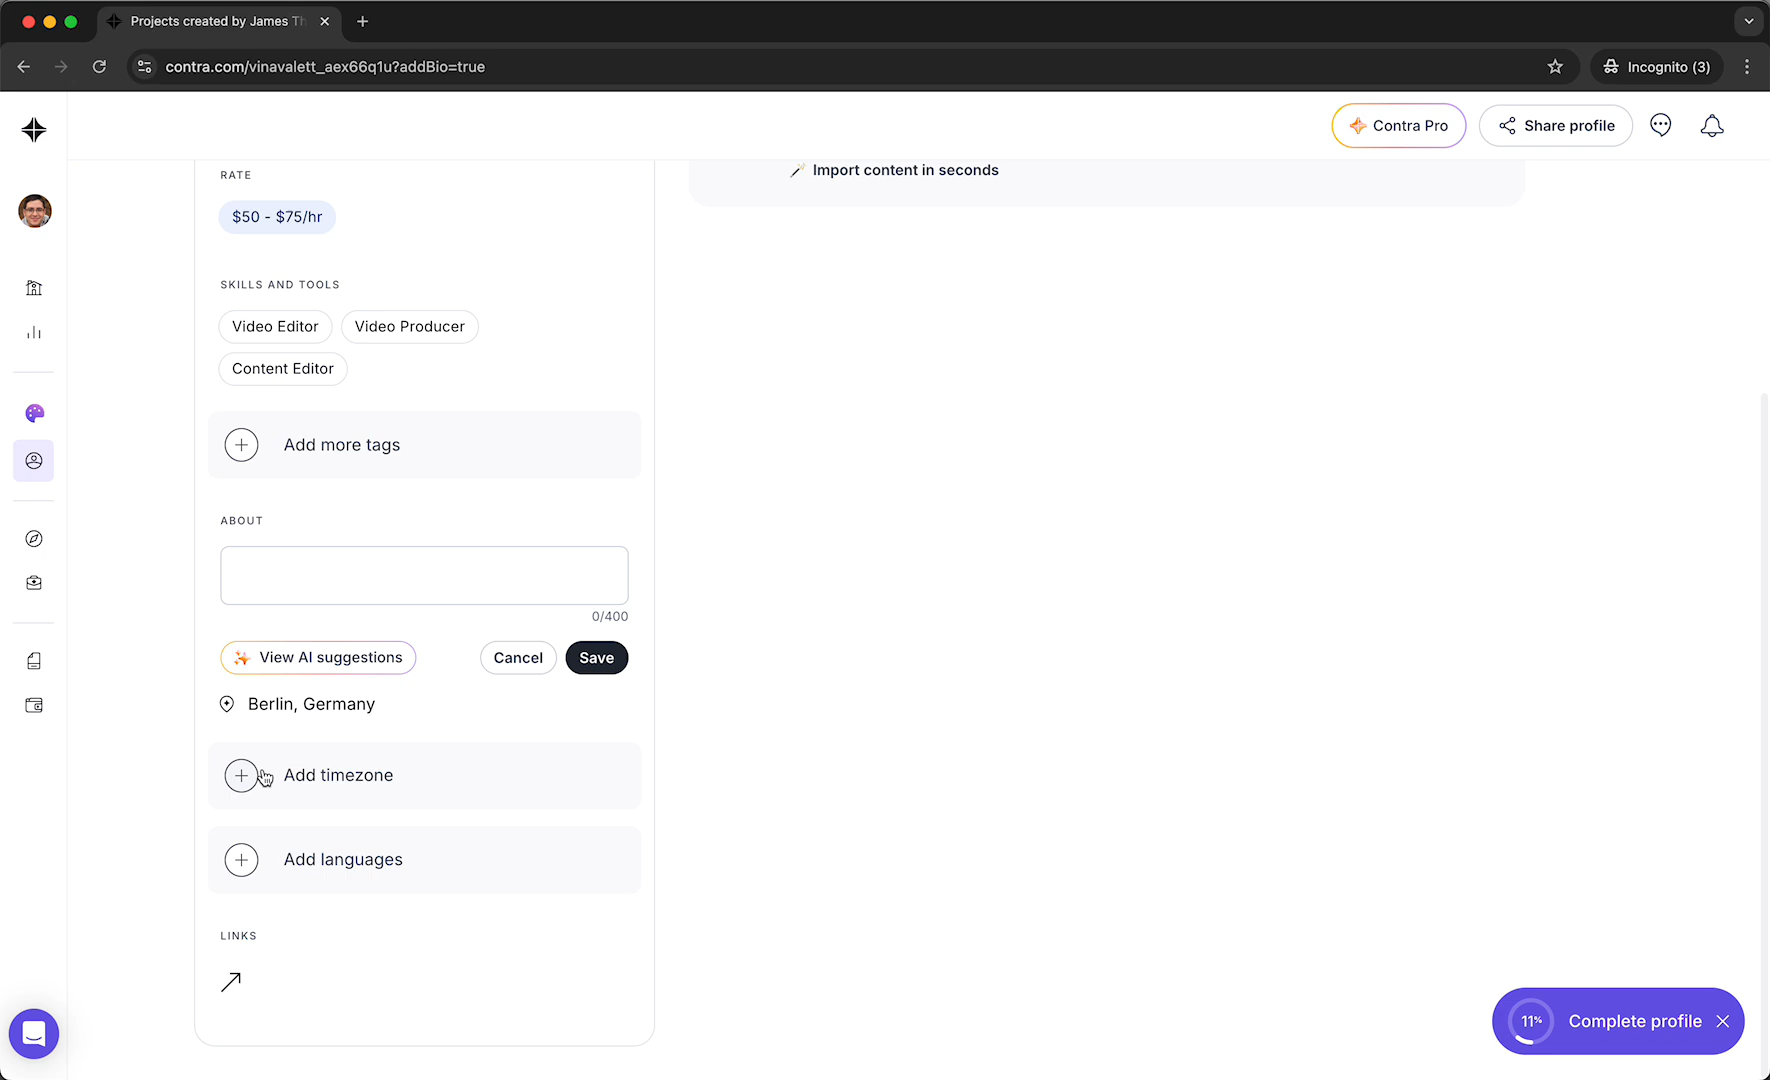 Projects created by James Th
contra.com/vinavalett_aex66q1u?addBio=true
Incognito (3)
Contra Pro
Share profile
RATE
Import content in seconds
$50 - $75/hr
SKILLS AND TOOLS
Video Editor
Video Producer
Content Editor
Add more tags
ABOUT
0/400
View AI suggestions
Cancel
Save
Berlin, Germany
Add timezone
Add languages
LINKS
11%
Complete profile